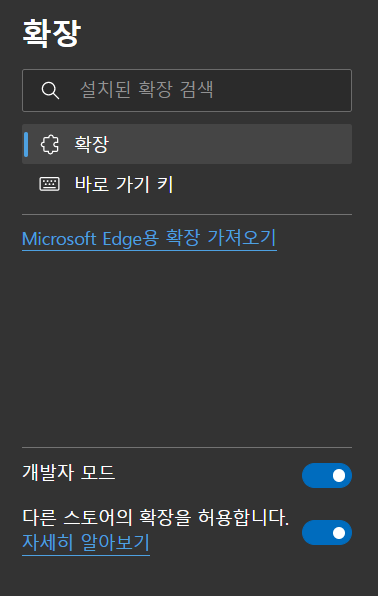 확장
설치된 확장 검색
확장
바로 가기 키
Microsoft Edge용 확장 가져오기
개발자 모드
다른 스토어의 확장을 허용합니다.
자세히 알아보기